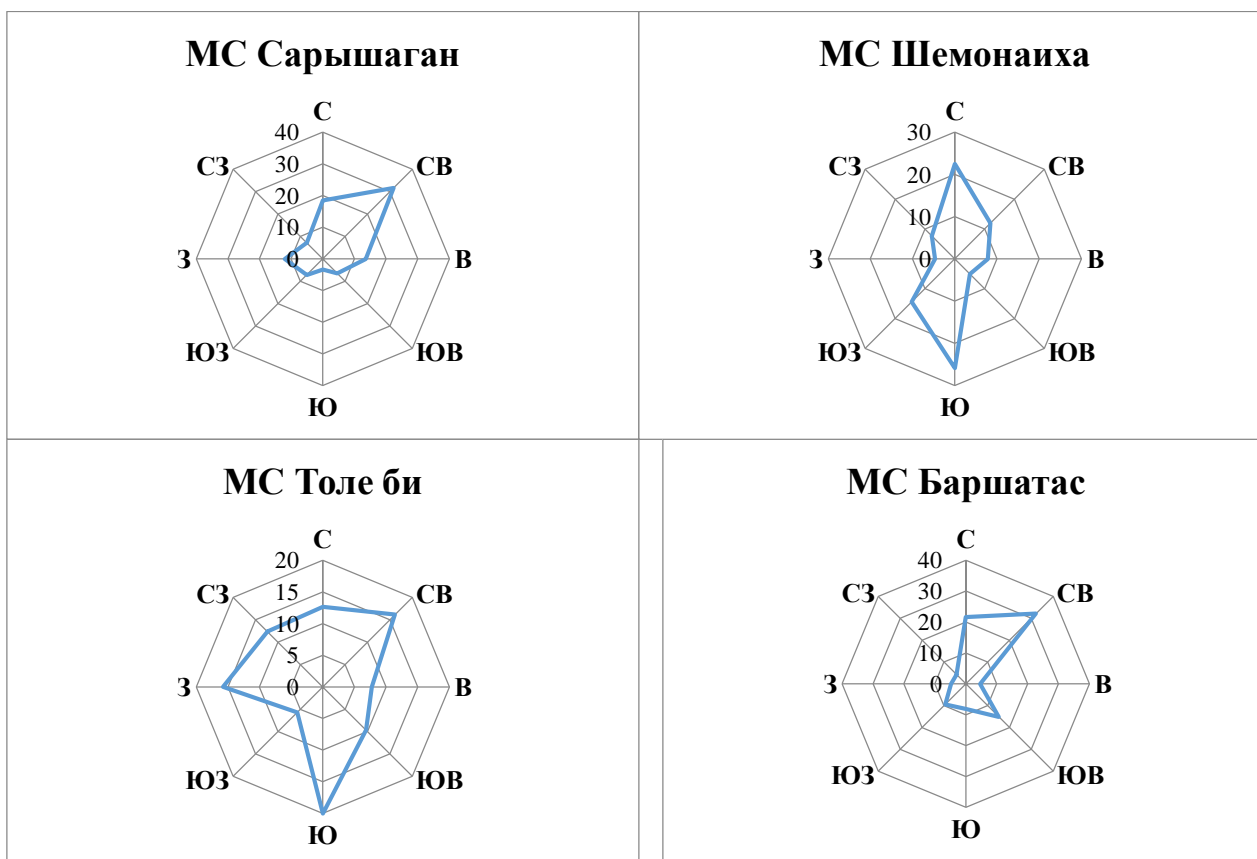 МС Сарышаган
С
40
СЗ
30
СВ
20
10
З
0
В
ЮЗ
ЮВ
Ю
МС Шемонаиха
С
30
СЗ
СВ
20
10
З
0
В
ЮЗ
ЮВ
Ю
МС Толе би
С
20
СЗ
15
СВ
10
5
З
0
В
ЮЗ
ЮВ
Ю
МС Баршатас
С
40
СЗ
30
СВ
20
10
З
0
В
ЮЗ
ЮВ
Ю